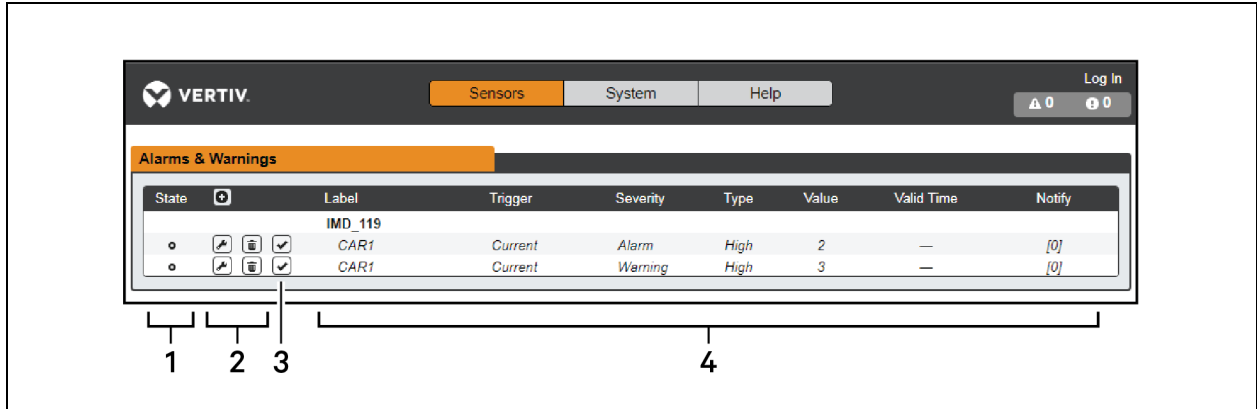 Log In
VERTIV.
Sensors System Help
0 0
Alarms & Warnings
State Label Trigger Severity Type Value Valid Time Notify
IMD_119
CAR1 Current Alarm High 2 — [0]
CAR1 Current Warning High 3 — [0]
1 2 3 4